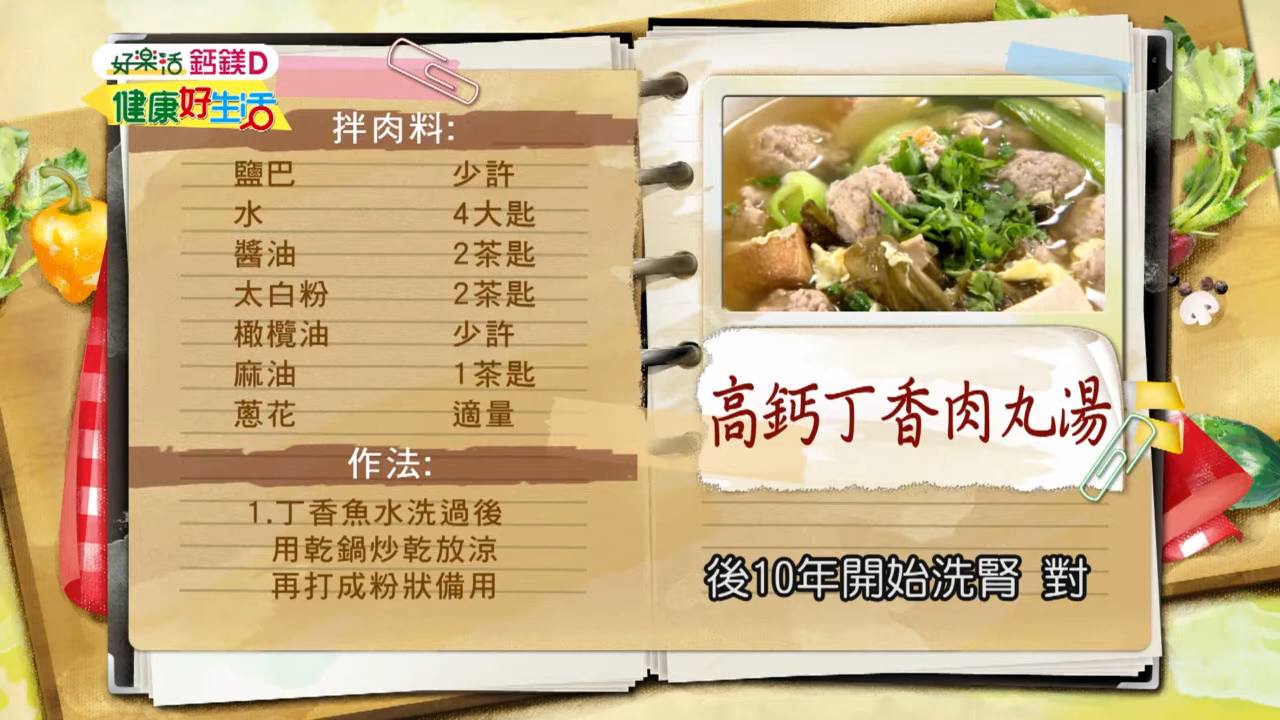 好樂活 鈣鎂D
健康好生活
拌肉料:
鹽巴 少許
水 4大匙
醬油 2茶匙
太白粉 2茶匙
橄欖油 少許
麻油 1茶匙
蔥花 適量
作法:
1.丁香魚水洗過後
用乾鍋炒乾放涼
再打成粉狀備用
高鈣丁香肉丸湯
後10年開始洗腎 對